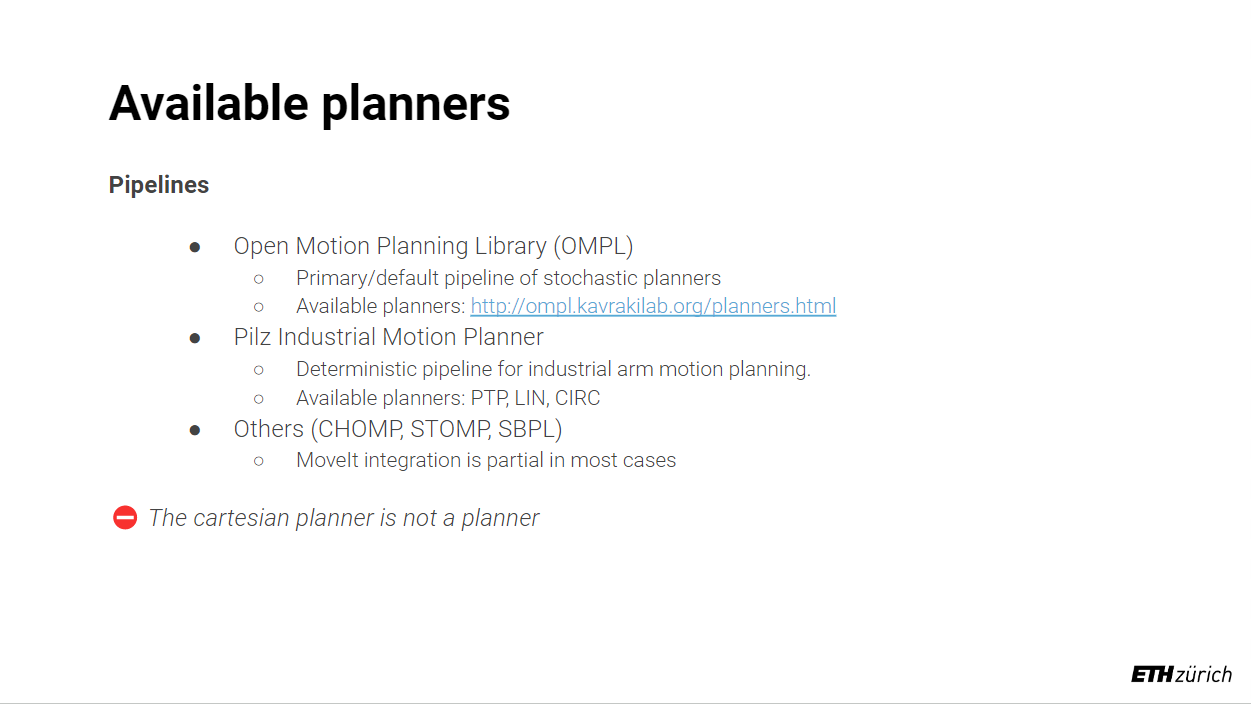 Available planners
Pipelines
● Open Motion Planning Library (OMPL)
○ Primary/default pipeline of stochastic planners
○ Available planners: http://ompl.kavrakilab.org/planners.html
● Pilz Industrial Motion Planner
○ Deterministic pipeline for industrial arm motion planning.
○ Available planners: PTP, LIN, CIRC
● Others (CHOMP, STOMP, SBPL)
○ MoveIt integration is partial in most cases
⛔ The cartesian planner is not a planner
ETH zürich